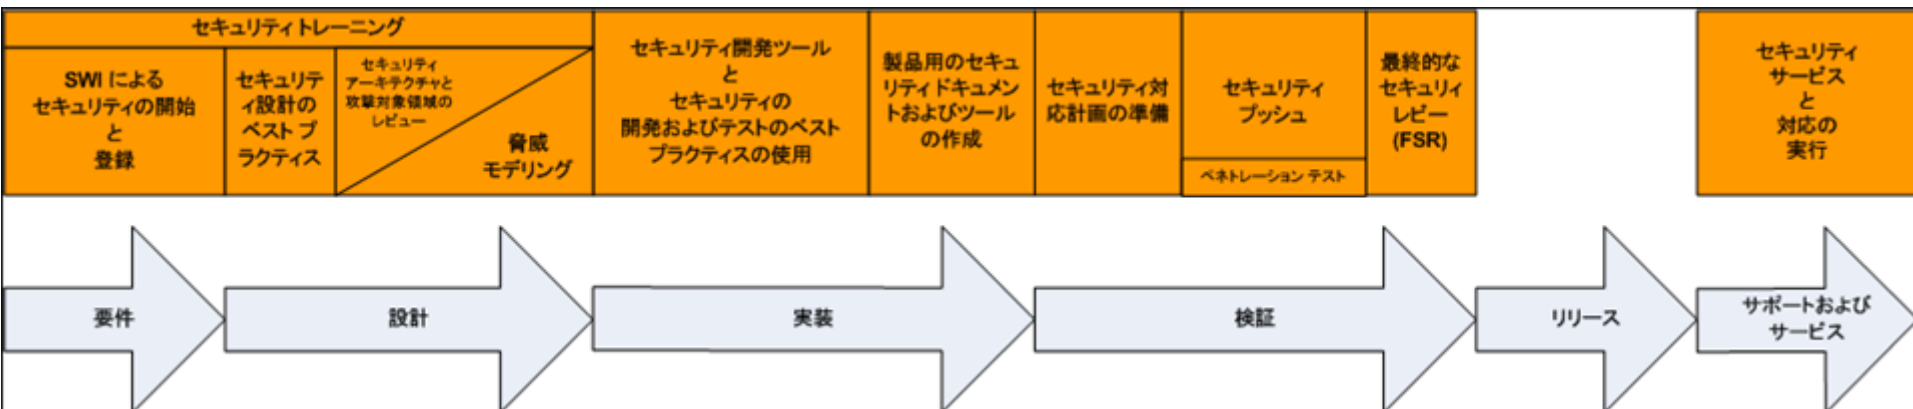 セキュリティトレーニング
SWI による
セキュリティの開始
と
登録
セキュリテ
ィ設計の
ベスト プ
ラクティス
セキュリティ
アーキテクチャと
攻撃対象領域の
レビュー
脅威
モデリング
セキュリティ開発ツール
と
セキュリティの
開発およびテストのベスト
プラクティスの使用
製品用のセキュ
リティドキュメン
トおよびツール
の作成
セキュリティ対
応計画の準備
セキュリティ
プッシュ
ペネトレーション テスト
最終的な
セキュリィ
レビー
(FSR)
セキュリティ
サービス
と
対応の
実行
要件
設計
実装
検証
リリース
サポートおよび
サービス